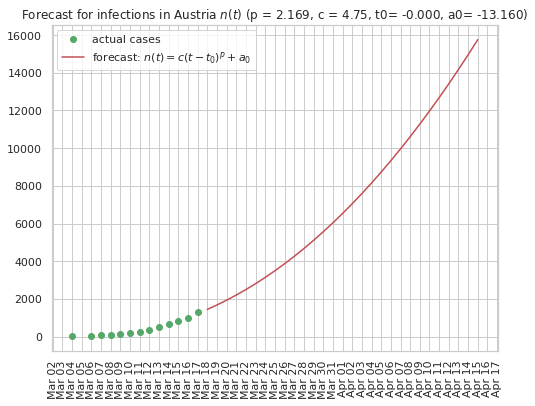 Forecast for infections in Austria n(t) (p = 2.169, c = 4.75, t0= -0.000, a0= -13.160)
actual cases
forecast: n(t) = c(t − t₀)ᵖ + a₀
16000
14000
12000
10000
8000
6000
4000
2000
0
Mar 02
Mar 03
Mar 04
Mar 05
Mar 06
Mar 07
Mar 08
Mar 09
Mar 10
Mar 11
Mar 12
Mar 13
Mar 14
Mar 15
Mar 16
Mar 17
Mar 18
Mar 19
Mar 20
Mar 21
Mar 22
Mar 23
Mar 24
Mar 25
Mar 26
Mar 27
Mar 28
Mar 29
Mar 30
Mar 31
Apr 01
Apr 02
Apr 03
Apr 04
Apr 05
Apr 06
Apr 07
Apr 08
Apr 09
Apr 10
Apr 11
Apr 12
Apr 13
Apr 14
Apr 15
Apr 16
Apr 17